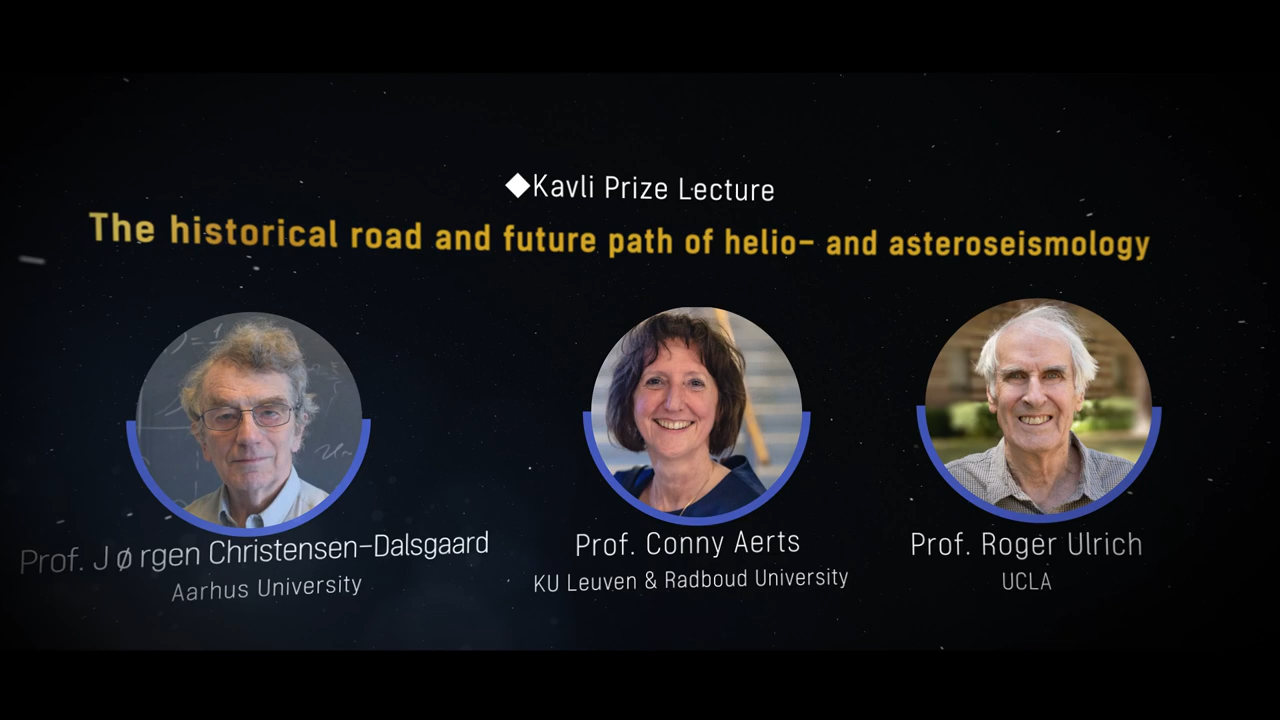 ◆Kavli Prize Lecture
The historical road and future path of helio- and asteroseismology
Prof. Jørgen Christensen-Dalsgaard
Aarhus University
Prof. Conny Aerts
KU Leuven & Radboud University
Prof. Roger Ulrich
UCLA